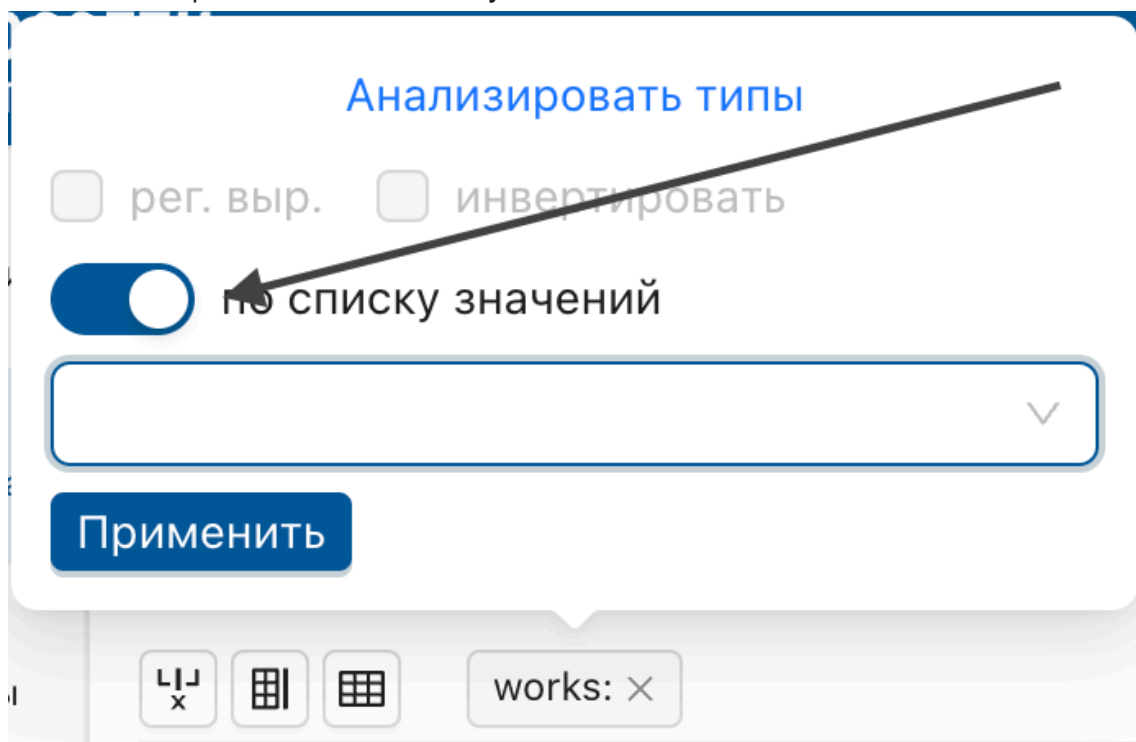 Анализировать типы
рег. выр. инвертировать
по списку значений
Применить
works: